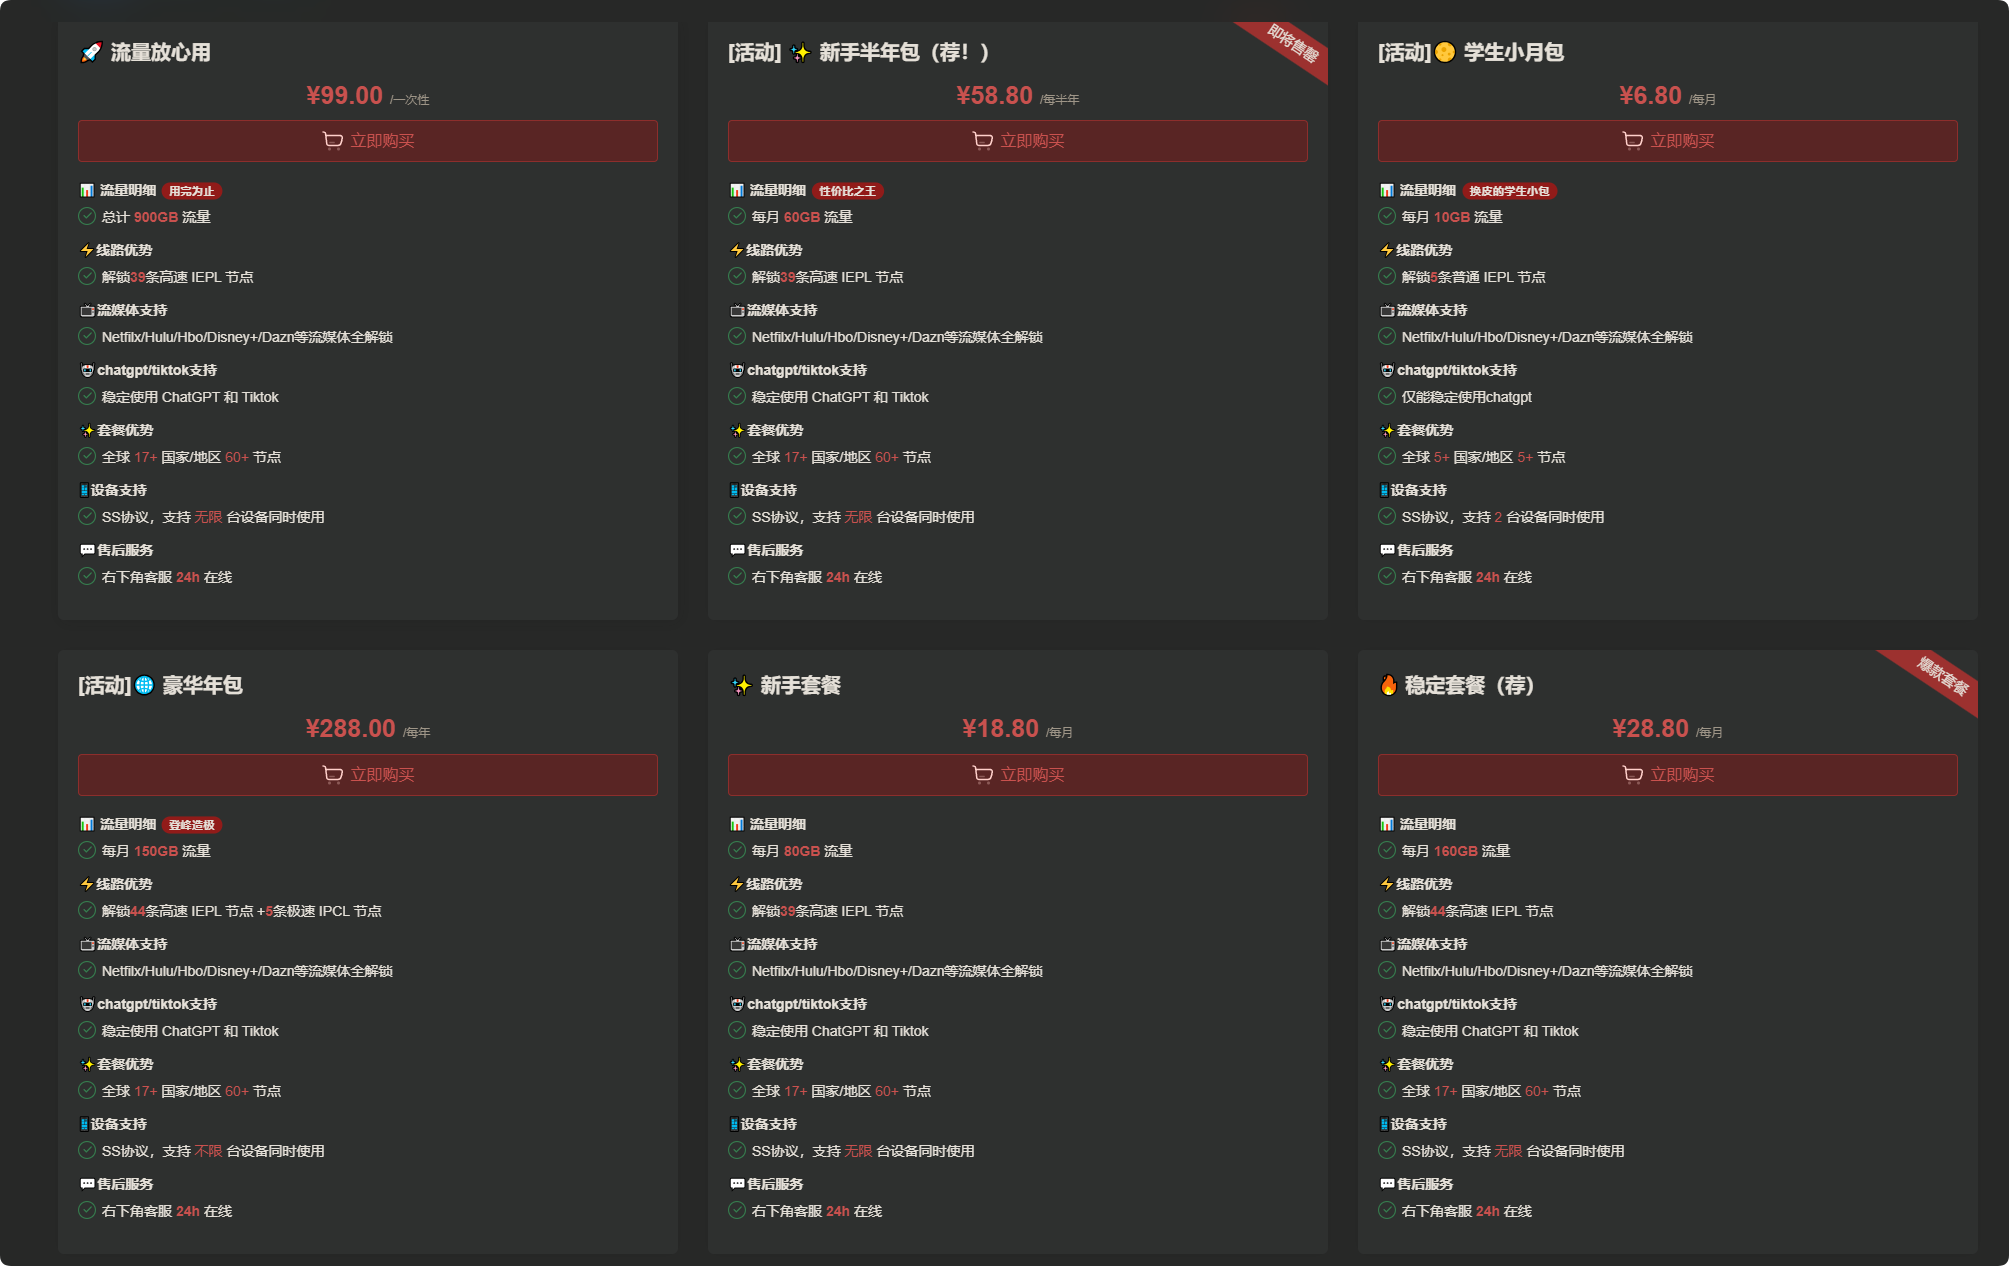 流量放心用
¥99.00 /一次性
立即购买
流量明细 用完为止
总计 900GB 流量
线路优势
解锁39条高速 IEPL 节点
流媒体支持
Netfilx/Hulu/Hbo/Disney+/Dazn等流媒体全解锁
chatgpt/tiktok支持
稳定使用 ChatGPT 和 Tiktok
套餐优势
全球 17+ 国家/地区 60+ 节点
设备支持
SS协议，支持 无限 台设备同时使用
售后服务
右下角客服 24h 在线
[活动] 新手半年包（荐！）
即将售罄
¥58.80 /每半年
立即购买
流量明细 性价比之王
每月 60GB 流量
线路优势
解锁39条高速 IEPL 节点
流媒体支持
Netfilx/Hulu/Hbo/Disney+/Dazn等流媒体全解锁
chatgpt/tiktok支持
稳定使用 ChatGPT 和 Tiktok
套餐优势
全球 17+ 国家/地区 60+ 节点
设备支持
SS协议，支持 无限 台设备同时使用
售后服务
右下角客服 24h 在线
[活动] 学生小月包
¥6.80 /每月
立即购买
流量明细 换皮的学生小包
每月 10GB 流量
线路优势
解锁5条普通 IEPL 节点
流媒体支持
Netfilx/Hulu/Hbo/Disney+/Dazn等流媒体全解锁
chatgpt/tiktok支持
仅能稳定使用chatgpt
套餐优势
全球 5+ 国家/地区 5+ 节点
设备支持
SS协议，支持 2 台设备同时使用
售后服务
右下角客服 24h 在线
[活动] 豪华年包
¥288.00 /每年
立即购买
流量明细 登峰造极
每月 150GB 流量
线路优势
解锁44条高速 IEPL 节点 +5条极速 IPCL 节点
流媒体支持
Netfilx/Hulu/Hbo/Disney+/Dazn等流媒体全解锁
chatgpt/tiktok支持
稳定使用 ChatGPT 和 Tiktok
套餐优势
全球 17+ 国家/地区 60+ 节点
设备支持
SS协议，支持 不限 台设备同时使用
售后服务
右下角客服 24h 在线
新手套餐
¥18.80 /每月
立即购买
流量明细
每月 80GB 流量
线路优势
解锁39条高速 IEPL 节点
流媒体支持
Netfilx/Hulu/Hbo/Disney+/Dazn等流媒体全解锁
chatgpt/tiktok支持
稳定使用 ChatGPT 和 Tiktok
套餐优势
全球 17+ 国家/地区 60+ 节点
设备支持
SS协议，支持 无限 台设备同时使用
售后服务
右下角客服 24h 在线
稳定套餐（荐）
爆款套餐
¥28.80 /每月
立即购买
流量明细
每月 160GB 流量
线路优势
解锁44条高速 IEPL 节点
流媒体支持
Netfilx/Hulu/Hbo/Disney+/Dazn等流媒体全解锁
chatgpt/tiktok支持
稳定使用 ChatGPT 和 Tiktok
套餐优势
全球 17+ 国家/地区 60+ 节点
设备支持
SS协议，支持 无限 台设备同时使用
售后服务
右下角客服 24h 在线